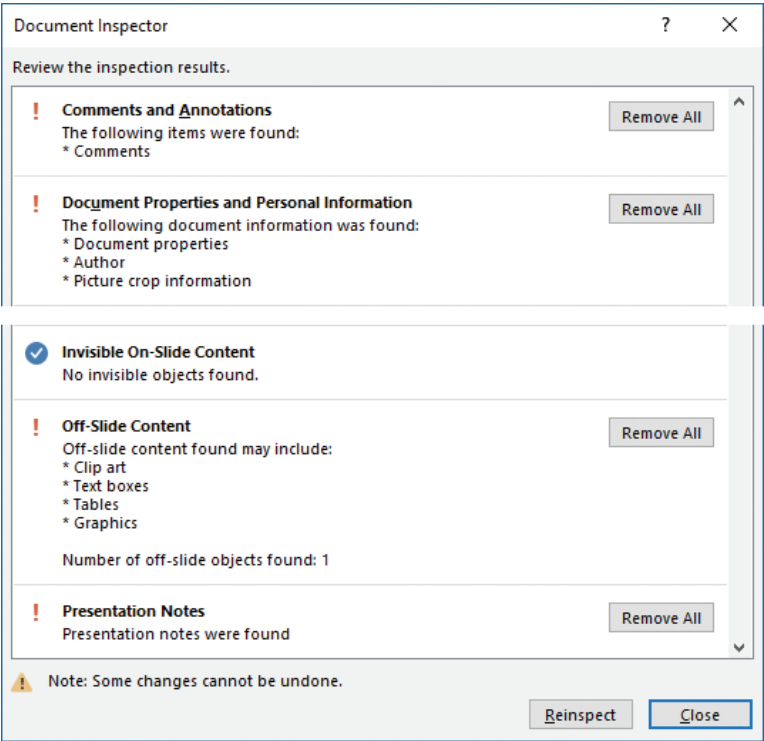 Document Inspector
Review the inspection results.
Comments and Annotations
Remove All
The following items were found:
* Comments
Document Properties and Personal Information
Remove All
The following document information was found:
* Document properties
* Author
* Picture crop information
Invisible On-Slide Content
No invisible objects found.
Off-Slide Content
Remove All
Off-slide content found may include:
* Clip art
* Text boxes
* Tables
* Graphics
Number of off-slide objects found: 1
Presentation Notes
Remove All
Presentation notes were found
Note: Some changes cannot be undone.
Reinspect Close